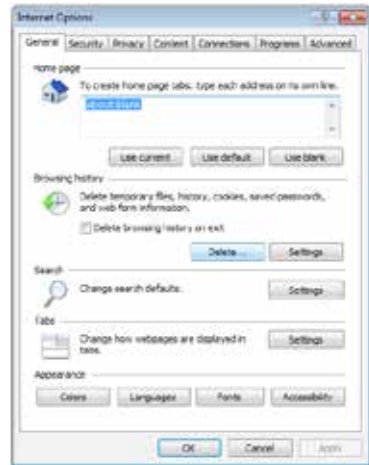 Internet Options
General Security Privacy Content Connections Programs Advanced
Home page
To create home page tabs, type each address on its own line.
about:blank
Use current Use default Use blank
Browsing history
Delete temporary files, history, cookies, saved passwords,
and web form information.
Delete browsing history on exit
Delete... Settings
Search
Change search defaults. Settings
Tabs
Change how webpages are displayed in
tabs.
Settings
Appearance
Colors Languages Fonts Accessibility
OK Cancel Apply